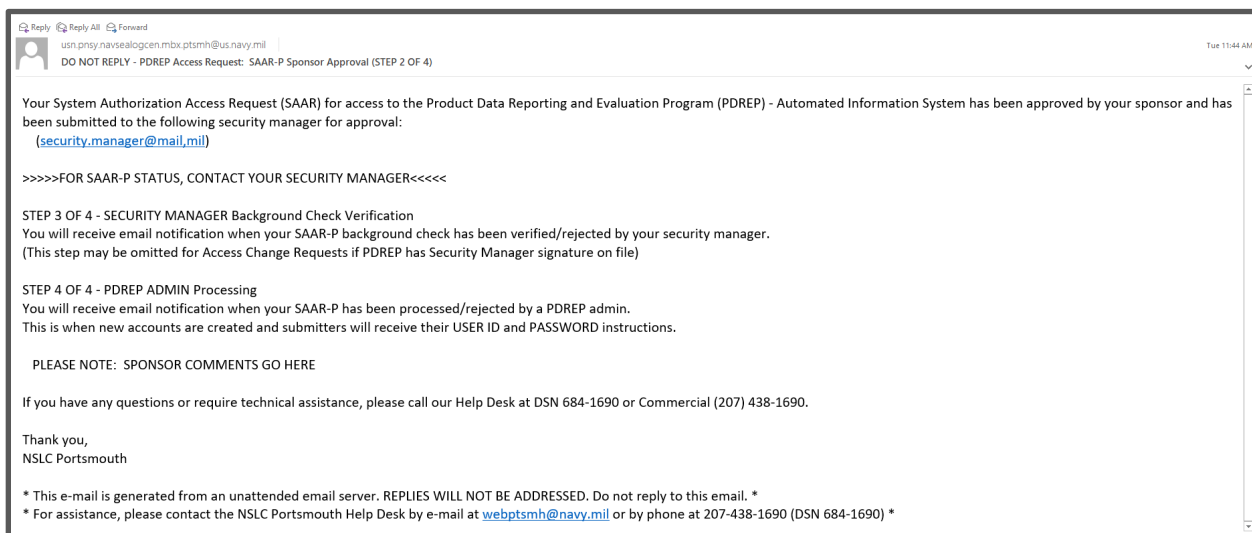 Reply Reply All Forward
usn.pnsy.navsealogcen.mbx.ptsmh@us.navy.mil
Tue 11:44 AM
DO NOT REPLY - PDREP Access Request: SAAR-P Sponsor Approval (STEP 2 OF 4)
Your System Authorization Access Request (SAAR) for access to the Product Data Reporting and Evaluation Program (PDREP) - Automated Information System has been approved by your sponsor and has
been submitted to the following security manager for approval:
(security.manager@mail,mil)
>>>>>FOR SAAR-P STATUS, CONTACT YOUR SECURITY MANAGER<<<<<
STEP 3 OF 4 - SECURITY MANAGER Background Check Verification
You will receive email notification when your SAAR-P background check has been verified/rejected by your security manager.
(This step may be omitted for Access Change Requests if PDREP has Security Manager signature on file)
STEP 4 OF 4 - PDREP ADMIN Processing
You will receive email notification when your SAAR-P has been processed/rejected by a PDREP admin.
This is when new accounts are created and submitters will receive their USER ID and PASSWORD instructions.
PLEASE NOTE: SPONSOR COMMENTS GO HERE
If you have any questions or require technical assistance, please call our Help Desk at DSN 684-1690 or Commercial (207) 438-1690.
Thank you,
NSLC Portsmouth
* This e-mail is generated from an unattended email server. REPLIES WILL NOT BE ADDRESSED. Do not reply to this email. *
* For assistance, please contact the NSLC Portsmouth Help Desk by e-mail at webptsmh@navy.mil or by phone at 207-438-1690 (DSN 684-1690) *